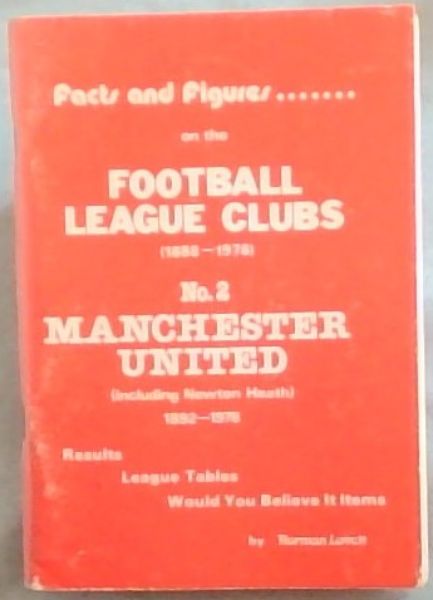 Facts and Figures.......
on the
FOOTBALL
LEAGUE CLUBS
(1888—1978)
No. 2
MANCHESTER
UNITED
(including Newton Heath)
1892—1978
Results
League Tables
Would You Believe It Items
by Norman